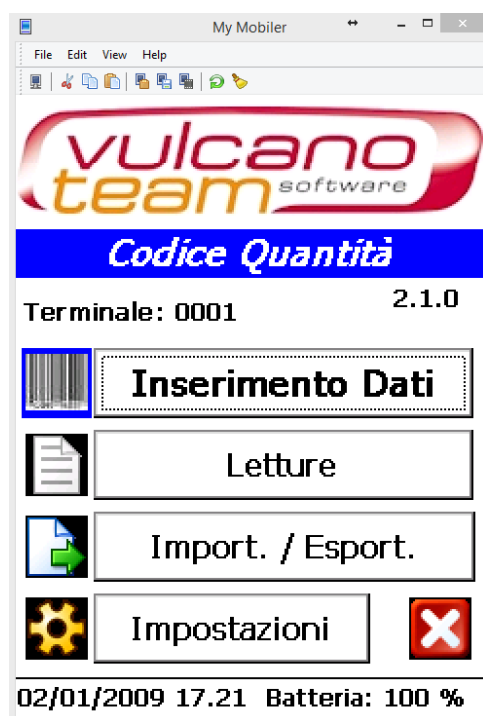 My Mobiler
File Edit View Help
vulcano
team software
Codice Quantità
Terminale: 0001
2.1.0
Inserimento Dati
Letture
Import. / Esport.
Impostazioni
02/01/2009 17.21 Batteria: 100 %